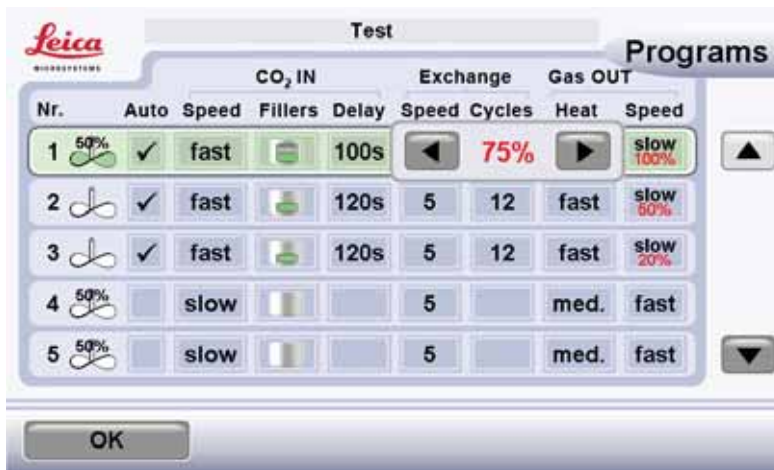 Leica
MICROSYSTEMS
Test
Programs
CO₂ IN Exchange Gas OUT
Nr. Auto Speed Fillers Delay Speed Cycles Heat Speed
1 50% ✓ fast 100s ◀ 75% ▶ slow 100%
2 ✓ fast 120s 5 12 fast slow 50%
3 ✓ fast 120s 5 12 fast slow 20%
4 50% slow 5 med. fast
5 50% slow 5 med. fast
OK